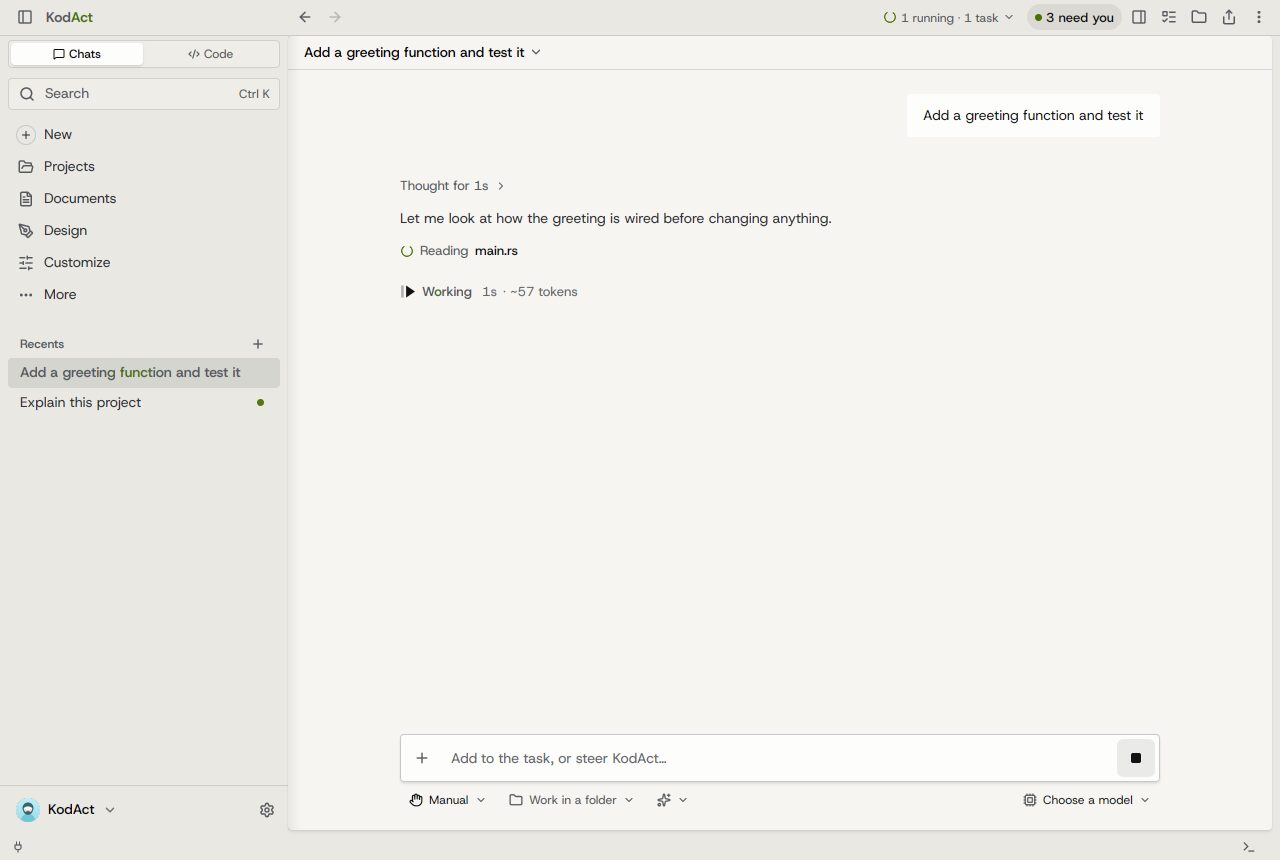 KodAct
1 running · 1 task
3 need you
Chats
Code
Search
Ctrl K
New
Projects
Documents
Design
Customize
More
Recents
Add a greeting function and test it
Explain this project
KodAct
Add a greeting function and test it
Add a greeting function and test it
Thought for 1s
Let me look at how the greeting is wired before changing anything.
Reading main.rs
Working 1s · ~57 tokens
Add to the task, or steer KodAct…
Manual
Work in a folder
Choose a model